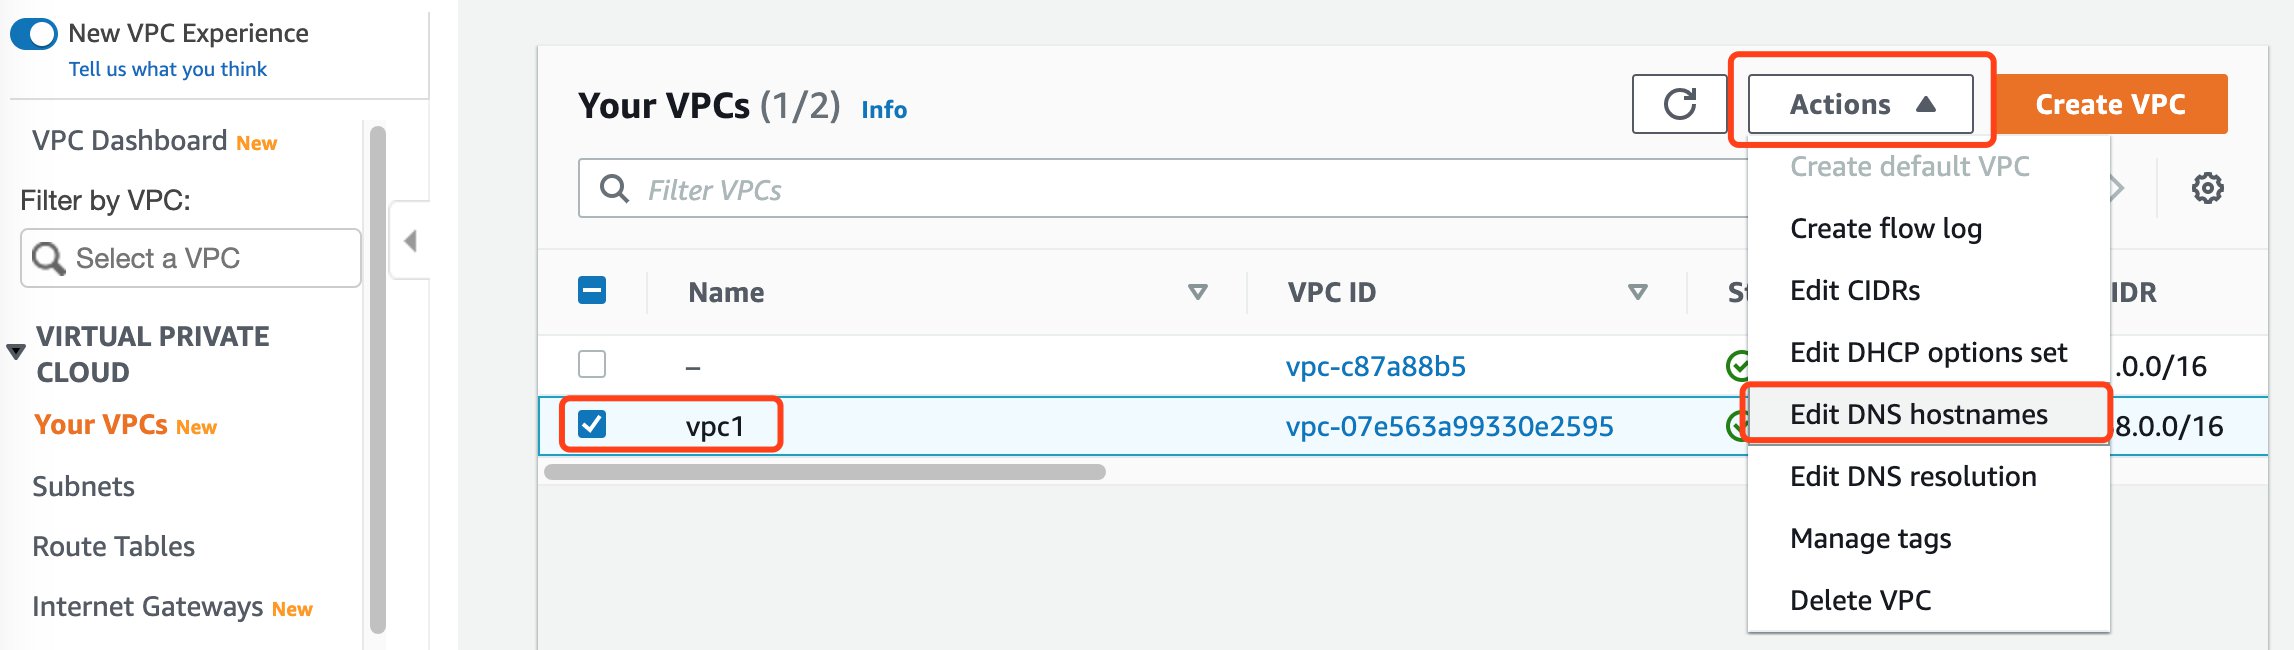 New VPC Experience
Tell us what you think
VPC Dashboard New
Filter by VPC:
Select a VPC
VIRTUAL PRIVATE
CLOUD
Your VPCs New
Subnets
Route Tables
Internet Gateways New
Your VPCs (1/2) Info
Actions
Create VPC
Filter VPCs
Create default VPC
Create flow log
Edit CIDRs
Edit DHCP options set
Edit DNS hostnames
Edit DNS resolution
Manage tags
Delete VPC
Name VPC ID St IDR
– vpc-c87a88b5 .0.0/16
vpc1 vpc-07e563a99330e2595 8.0.0/16